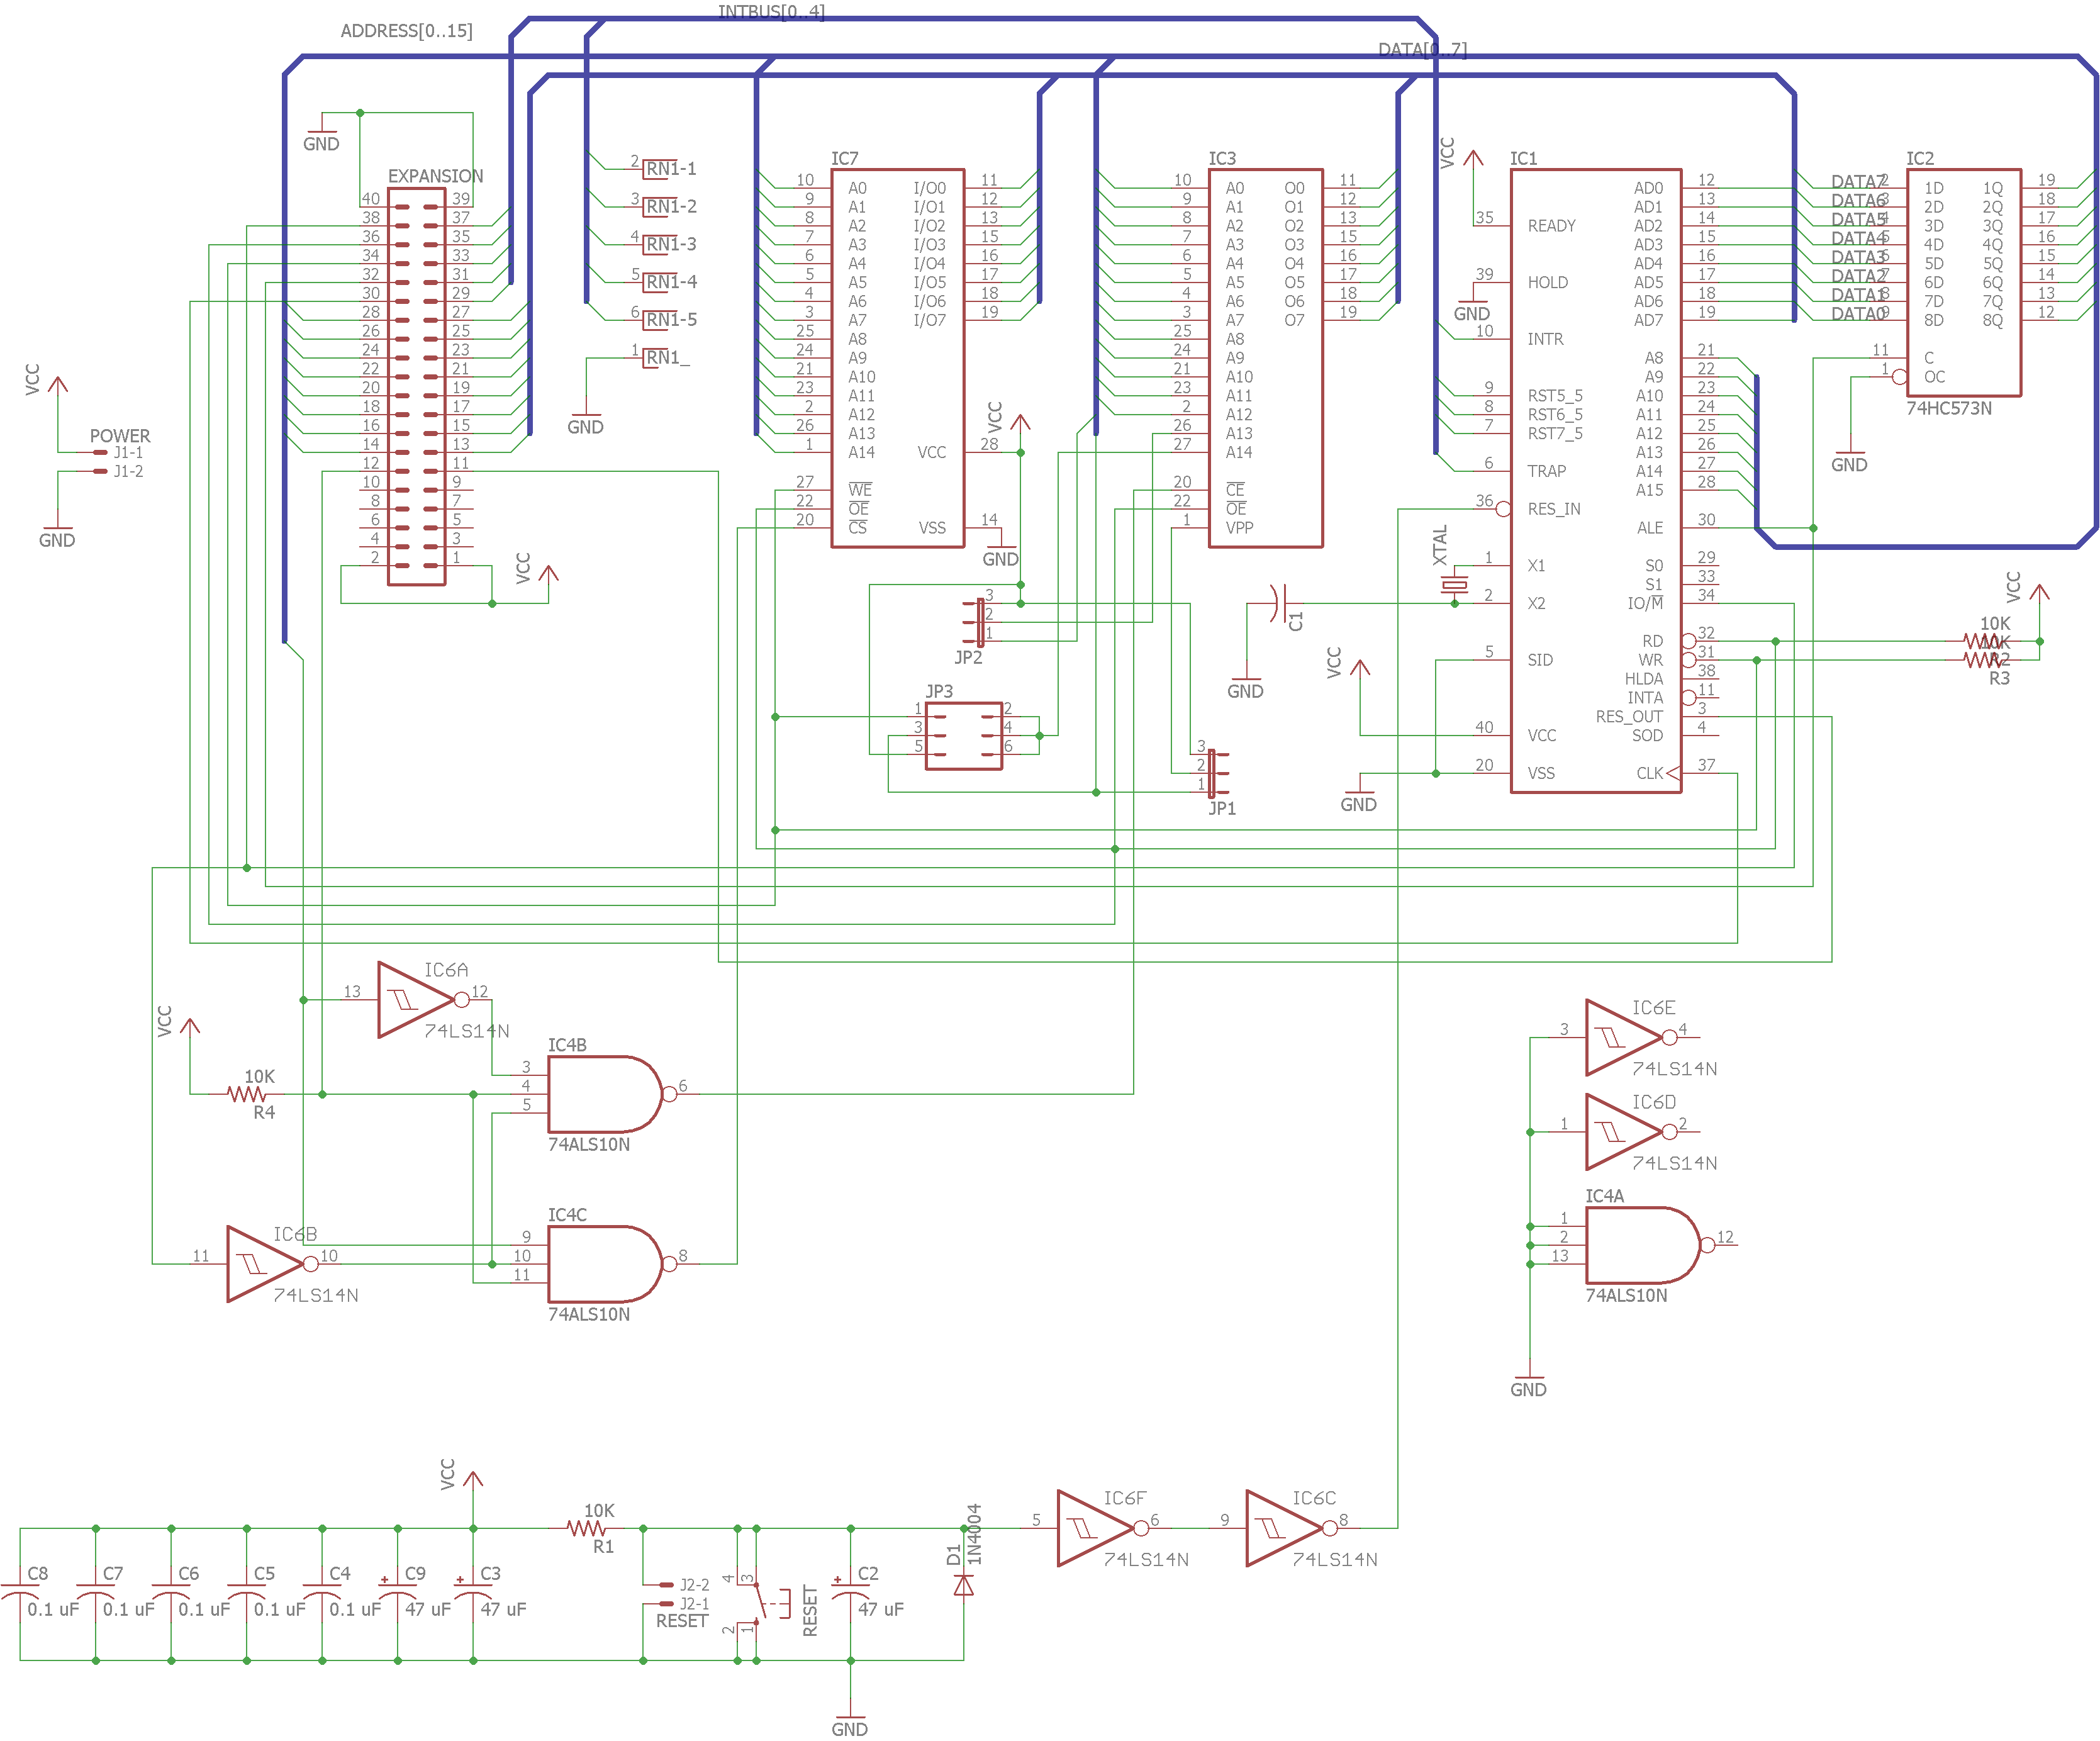 INTBUS[0..4]
ADDRESS[0..15]
DATA[0..7]
GND
EXPANSION
40 39
38 37
36 35
34 33
32 31
30 29
28 27
26 25
24 23
22 21
20 19
18 17
16 15
14 13
12 11
10 9
8 7
6 5
4 3
2 1
VCC
VCC
POWER
J1-1
J1-2
GND
2 RN1-1
3 RN1-2
4 RN1-3
5 RN1-4
6 RN1-5
1 RN1_
GND
IC7
10 A0 I/O0 11
9 A1 I/O1 12
8 A2 I/O2 13
7 A3 I/O3 15
6 A4 I/O4 16
5 A5 I/O5 17
4 A6 I/O6 18
3 A7 I/O7 19
25 A8
24 A9
21 A10
23 A11
2 A12
26 A13
1 A14 VCC 28
27 WE
22 OE
20 CS VSS 14
VCC
GND
IC3
10 A0 O0 11
9 A1 O1 12
8 A2 O2 13
7 A3 O3 15
6 A4 O4 16
5 A5 O5 17
4 A6 O6 18
3 A7 O7 19
25 A8
24 A9
21 A10
23 A11
2 A12
26 A13
27 A14
20 CE
22 OE
1 VPP
3
2
1
JP2
JP3
1 2
3 4
5 6
3
2
1
JP1
C1
GND
XTAL
VCC
GND
VCC
GND
IC1
AD0 12
AD1 13
35 READY AD2 14
AD3 15
AD4 16
39 HOLD AD5 17
AD6 18
AD7 19
10 INTR
A8 21
A9 22
9 RST5_5 A10 23
8 RST6_5 A11 24
7 RST7_5 A12 25
A13 26
6 TRAP A14 27
A15 28
36 RES_IN
ALE 30
1 X1 S0 29
S1 33
2 X2 IO/M 34
RD 32
5 SID WR 31
HLDA 38
INTA 11
RES_OUT 3
40 VCC SOD 4
20 VSS CLK 37
IC2
DATA7 2 1D 1Q 19
DATA6 3 2D 2Q 18
DATA5 4 3D 3Q 17
DATA4 5 4D 4Q 16
DATA3 6 5D 5Q 15
DATA2 7 6D 6Q 14
DATA1 8 7D 7Q 13
DATA0 9 8D 8Q 12
11 C
1 OC
74HC573N
GND
VCC
10K
10K
R2
R3
IC6A
13 12
74LS14N
VCC
10K
R4
IC4B
3
4
5
6
74ALS10N
IC6B
11 10
74LS14N
IC4C
9
10
11
8
74ALS10N
IC6E
3 4
74LS14N
IC6D
1 2
74LS14N
IC4A
1
2
13
12
74ALS10N
GND
VCC
C8
0.1 uF
C7
0.1 uF
C6
0.1 uF
C5
0.1 uF
C4
0.1 uF
C9
47 uF
C3
47 uF
10K
R1
J2-2
J2-1
RESET
4 3
2 1
RESET
C2
47 uF
D1
1N4004
GND
IC6F
5 6
74LS14N
IC6C
9 8
74LS14N